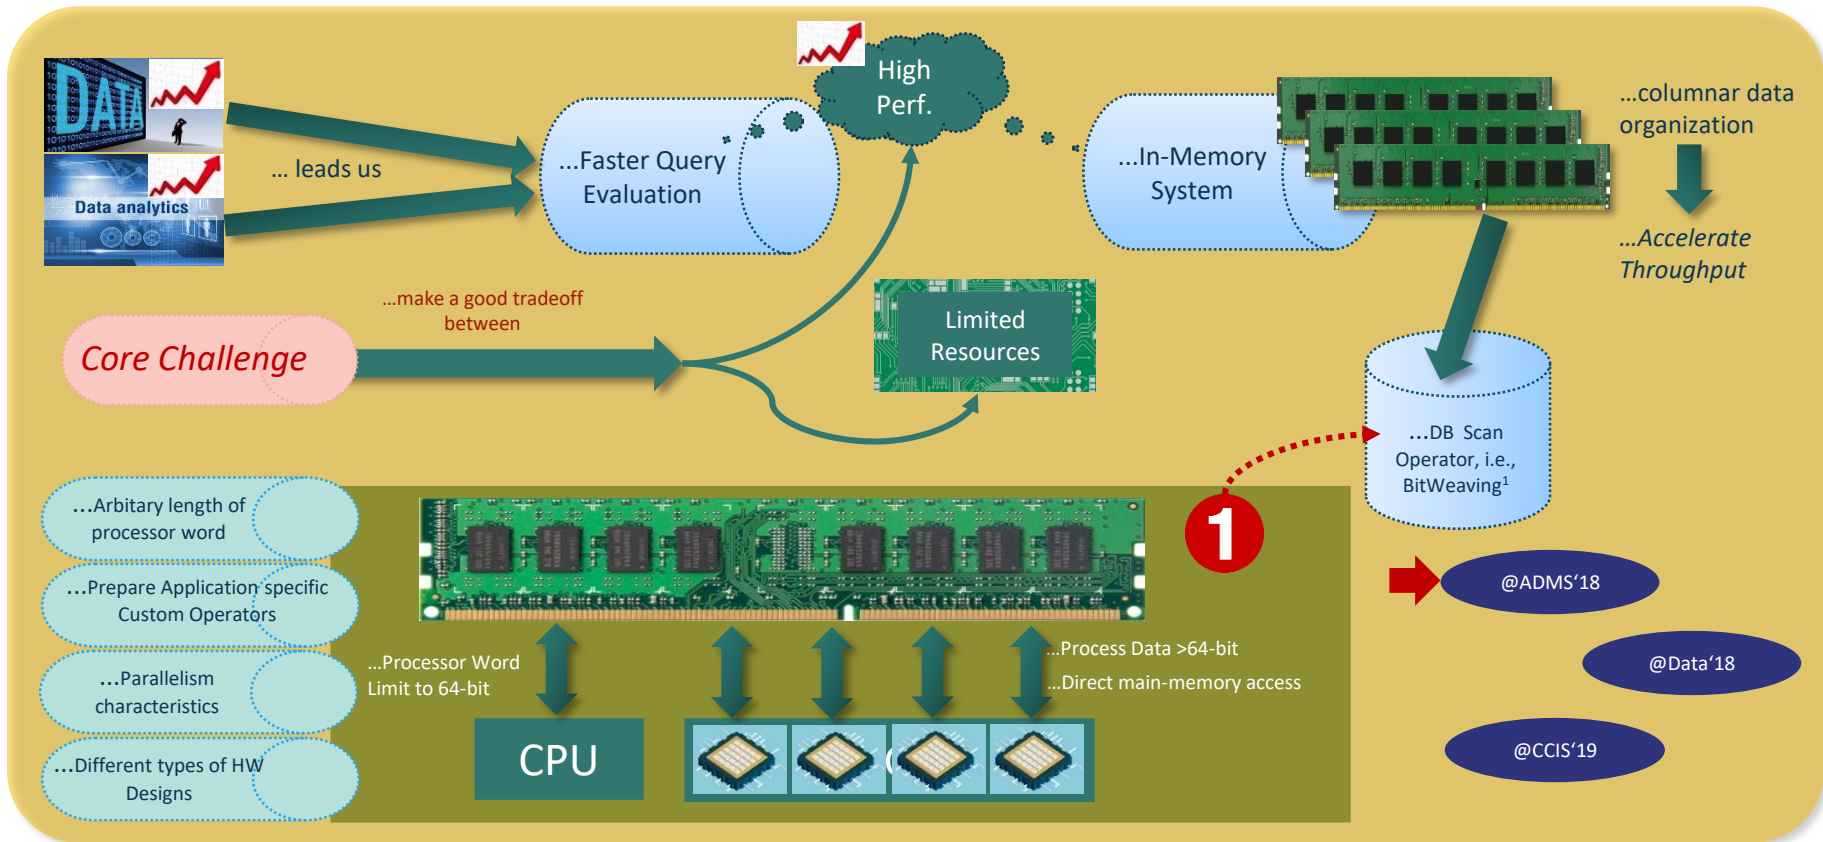 High
Perf.
DATA
Data analytics
... leads us
...Faster Query
Evaluation
...In-Memory
System
...columnar data
organization
...Accelerate
Throughput
...make a good tradeoff
between
Core Challenge
Limited
Resources
...DB Scan
Operator, i.e.,
BitWeaving1
...Arbitary length of
processor word
...Prepare Application specific
Custom Operators
...Parallelism
characteristics
...Different types of HW
Designs
1
...Processor Word
Limit to 64-bit
...Process Data >64-bit
...Direct main-memory access
CPU
@ADMS‘18
@Data‘18
@CCIS‘19